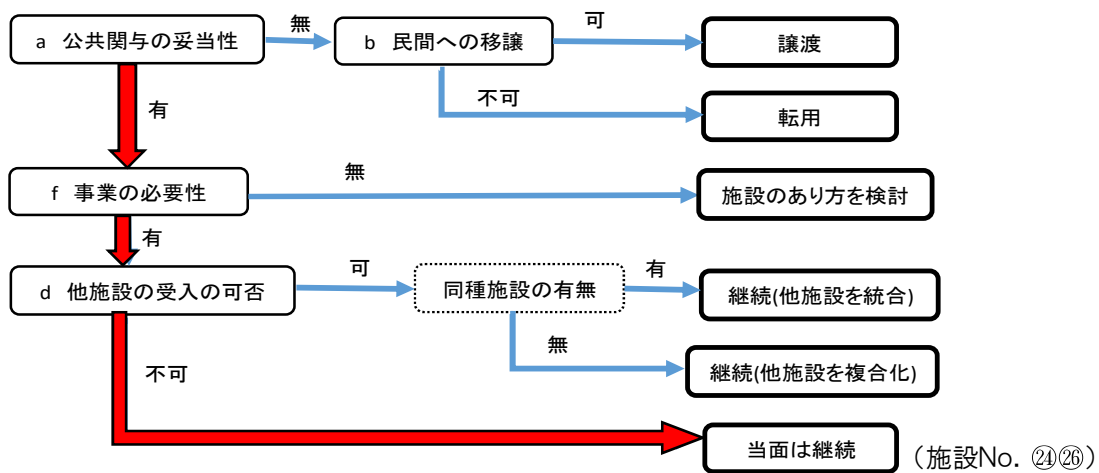 a 公共関与の妥当性
無
b 民間への移譲
可
譲渡
不可
転用
有
f 事業の必要性
無
施設のあり方を検討
有
d 他施設の受入の可否
可
同種施設の有無
有
継続(他施設を統合)
無
継続(他施設を複合化)
不可
当面は継続
(施設No. ㉔㉖)